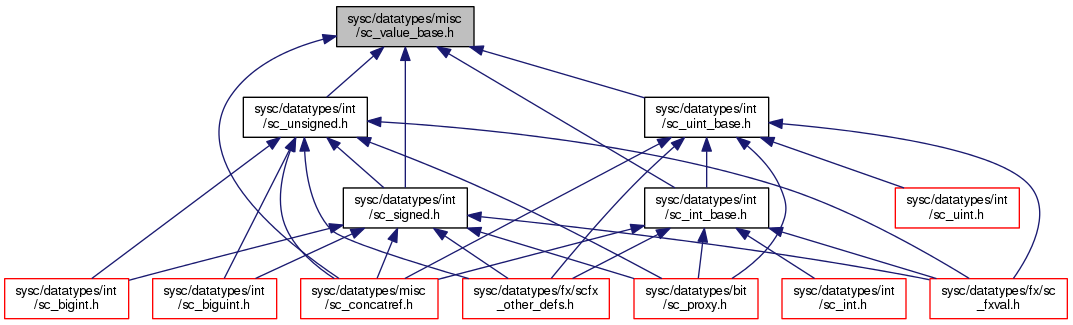 sysc/datatypes/misc
/sc_value_base.h
sysc/datatypes/int
/sc_unsigned.h
sysc/datatypes/int
/sc_uint_base.h
sysc/datatypes/int
/sc_signed.h
sysc/datatypes/int
/sc_int_base.h
sysc/datatypes/int
/sc_uint.h
sysc/datatypes/int
/sc_bigint.h
sysc/datatypes/int
/sc_biguint.h
sysc/datatypes/misc
/sc_concatref.h
sysc/datatypes/fx/scfx
_other_defs.h
sysc/datatypes/bit
/sc_proxy.h
sysc/datatypes/int
/sc_int.h
sysc/datatypes/fx/sc
_fxval.h